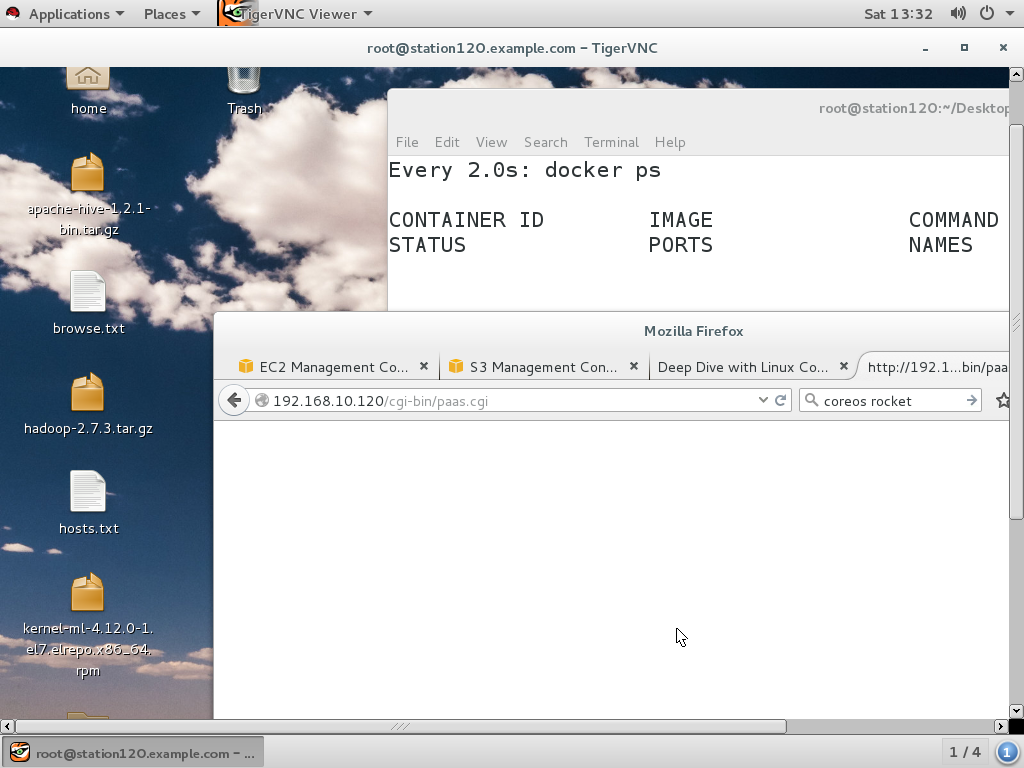 Applications Places TigerVNC Viewer Sat 13:32
root@station120.example.com – TigerVNC
home
Trash
root@station120:~/Desktop
File Edit View Search Terminal Help
Every 2.0s: docker ps
CONTAINER ID IMAGE COMMAND
STATUS PORTS NAMES
apache-hive-1.2.1-
bin.tar.gz
browse.txt
Mozilla Firefox
EC2 Management Co... S3 Management Con... Deep Dive with Linux Co... http://192.1...bin/paa
192.168.10.120/cgi-bin/paas.cgi coreos rocket
hadoop-2.7.3.tar.gz
hosts.txt
kernel-ml-4.12.0-1.
el7.elrepo.x86_64.
rpm
root@station120.example.com – ... 1 / 4 1